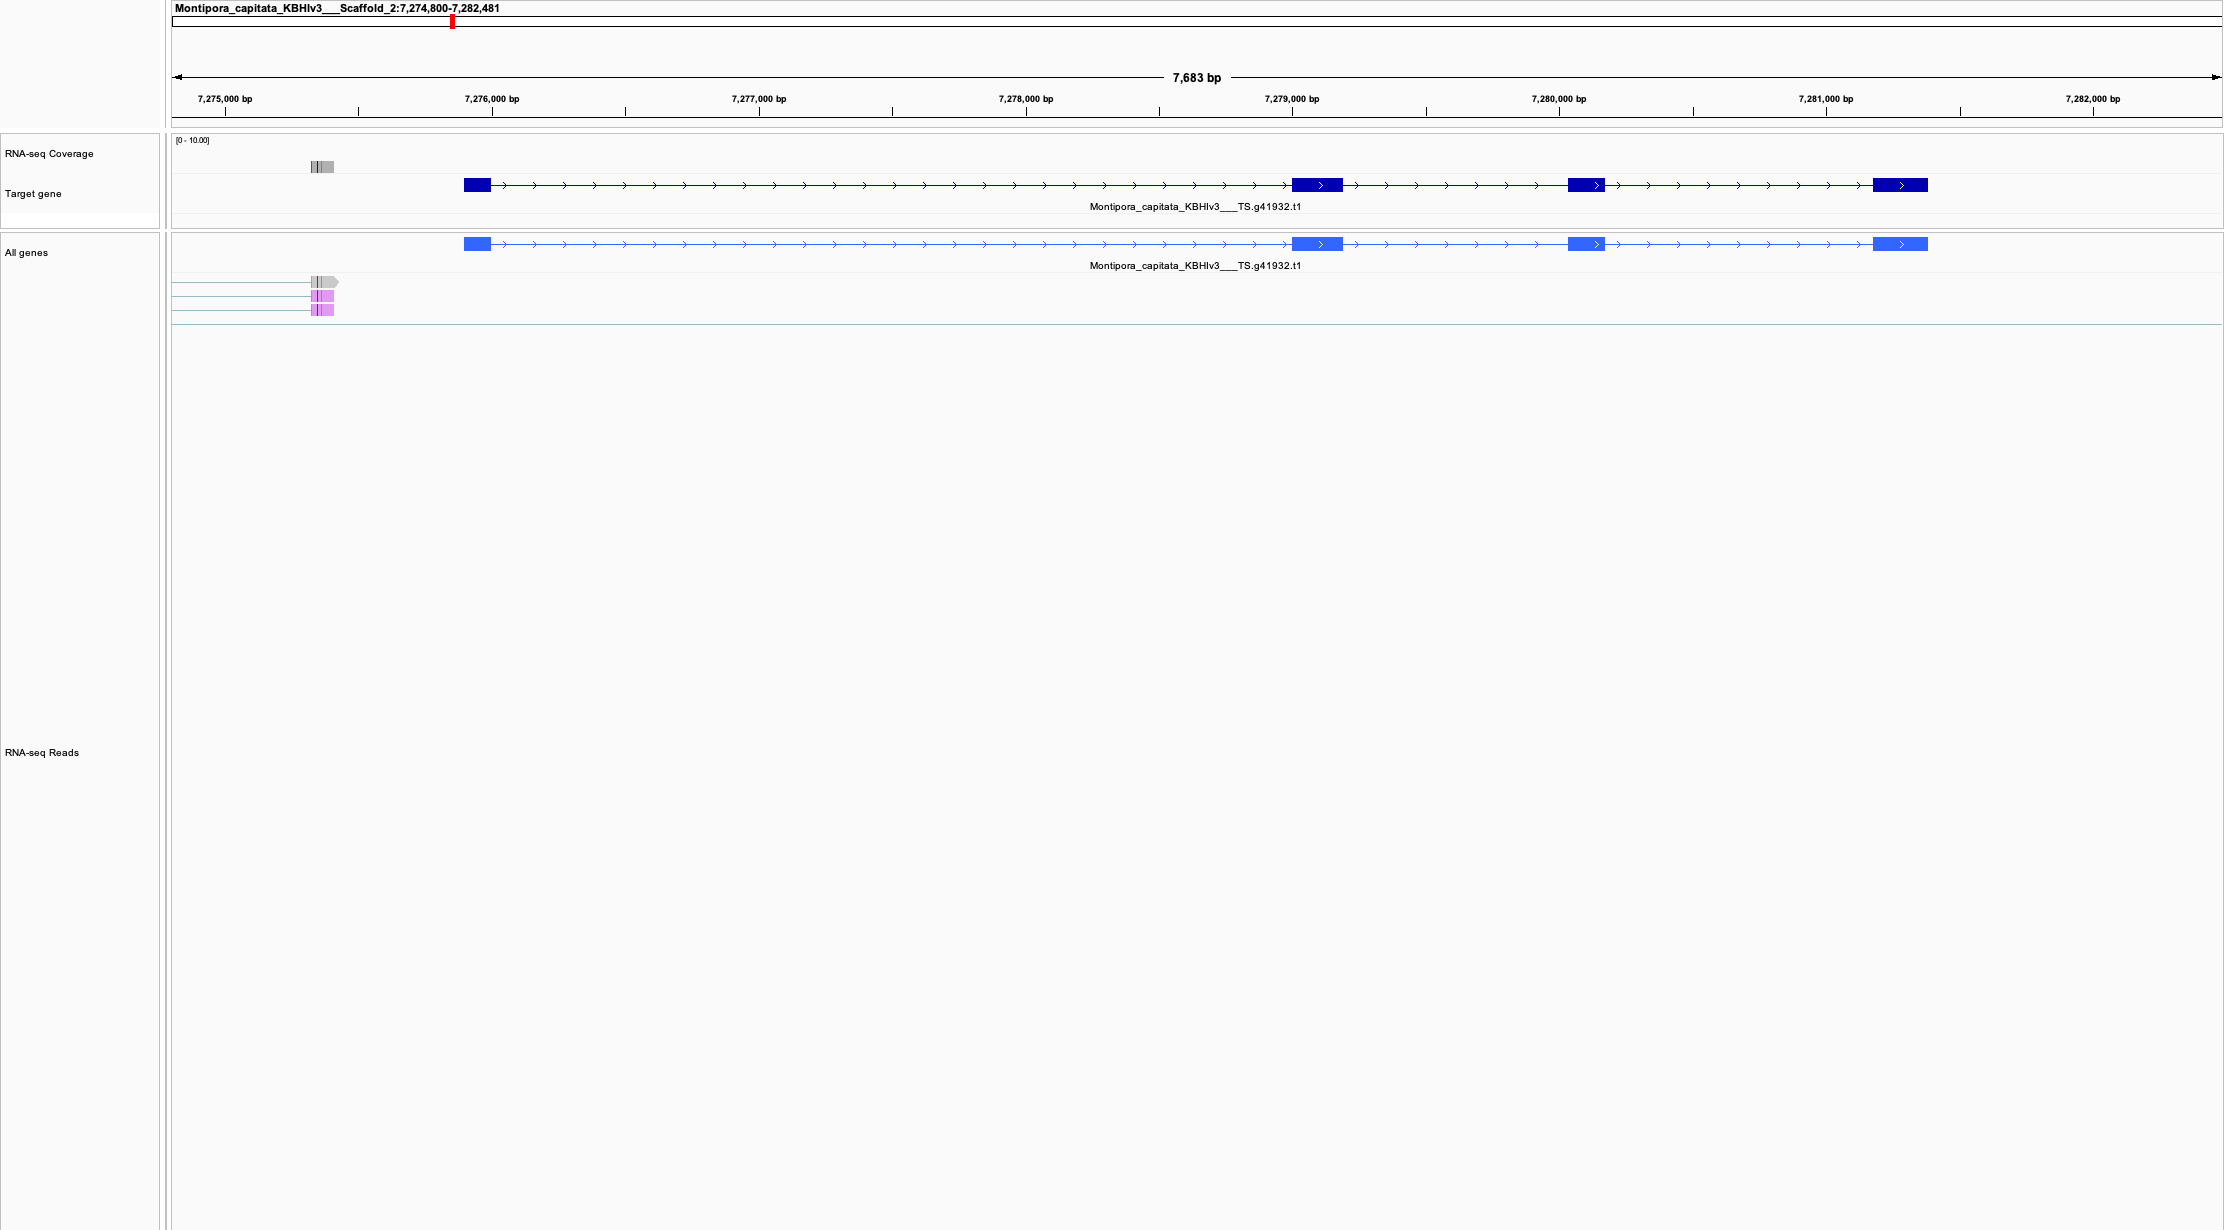 Montipora_capitata_KBHIv3___Scaffold_2:7,274,800-7,282,481
7,683 bp
7,275,000 bp 7,276,000 bp 7,277,000 bp 7,278,000 bp 7,279,000 bp 7,280,000 bp 7,281,000 bp 7,282,000 bp
[0 - 10.00]
RNA-seq Coverage
Target gene
Montipora_capitata_KBHIv3___TS.g41932.t1
All genes
Montipora_capitata_KBHIv3___TS.g41932.t1
RNA-seq Reads